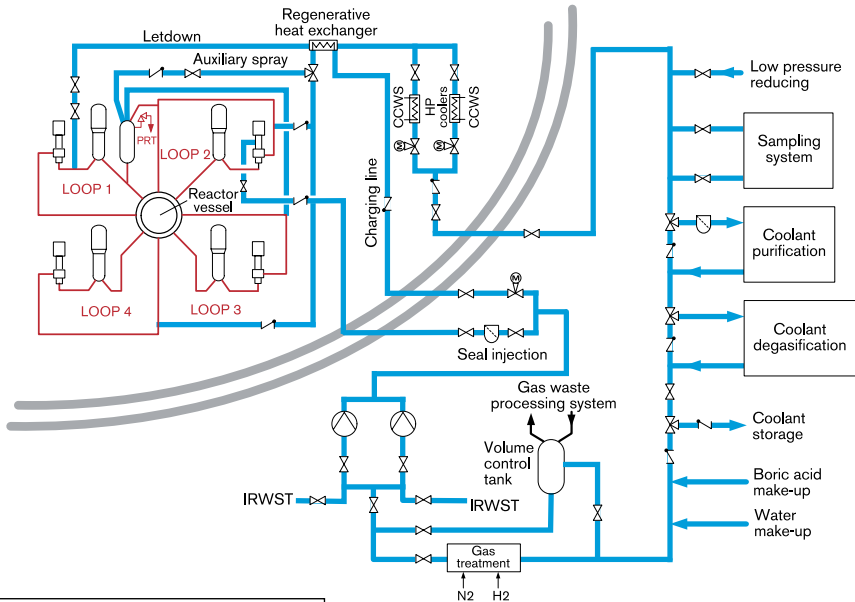 Regenerative
heat exchanger
Letdown
Auxiliary spray
Low pressure
reducing
CCWS
HP
coolers
CCWS
M
M
PRT
LOOP 1
LOOP 2
Sampling
system
Reactor
vessel
Charging line
Coolant
purification
LOOP 4
LOOP 3
M
Coolant
degasification
Seal injection
Gas waste
processing system
Volume
control
tank
Coolant
storage
IRWST
IRWST
Boric acid
make-up
Water
make-up
Gas
treatment
N2
H2